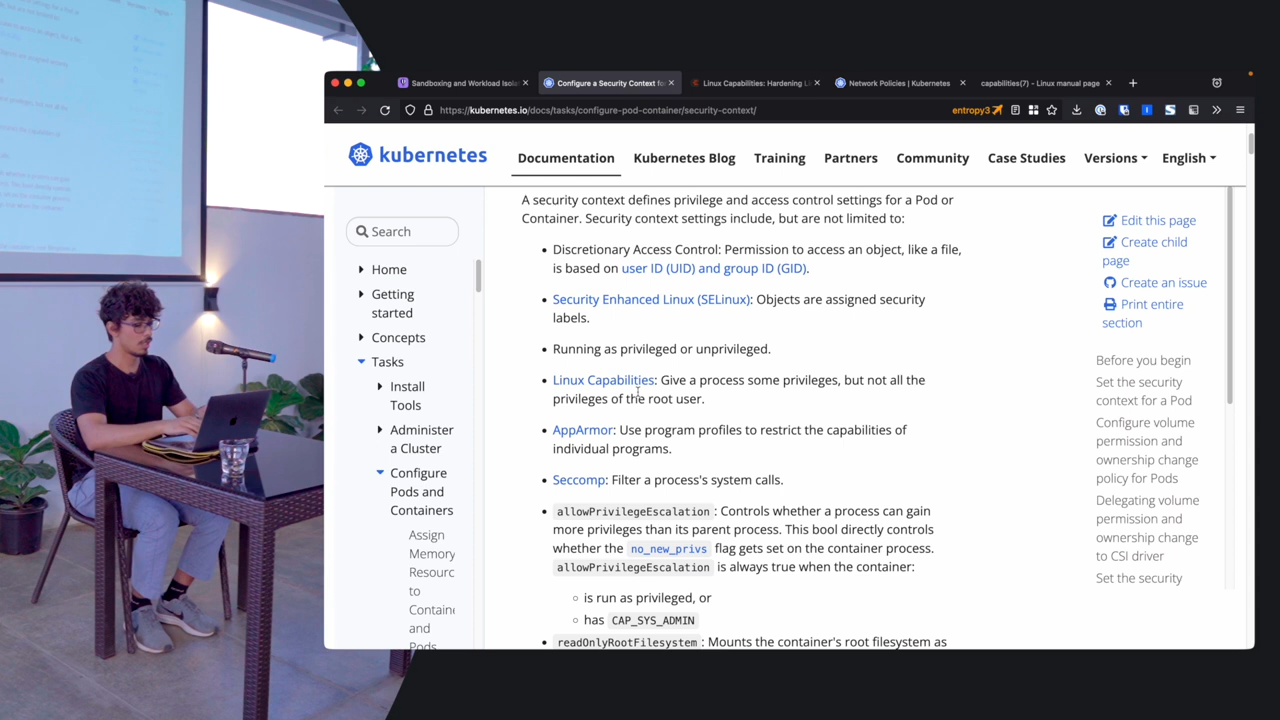 Sandboxing and Workload Isola
Configure a Security Context fo
Linux Capabilities: Hardening Li
Network Policies | Kubernetes
capabilities(7) - Linux manual page
https://kubernetes.io/docs/tasks/configure-pod-container/security-context/
entropy3
kubernetes
Documentation
Kubernetes Blog
Training
Partners
Community
Case Studies
Versions
English
Search
Home
Getting
started
Concepts
Tasks
Install
Tools
Administer
a Cluster
Configure
Pods and
Containers
Assign
Memory
Resourc
to
Containe
and
Pods
A security context defines privilege and access control settings for a Pod or
Container. Security context settings include, but are not limited to:
• Discretionary Access Control: Permission to access an object, like a file,
is based on user ID (UID) and group ID (GID).
• Security Enhanced Linux (SELinux): Objects are assigned security
labels.
• Running as privileged or unprivileged.
• Linux Capabilities: Give a process some privileges, but not all the
privileges of the root user.
• AppArmor: Use program profiles to restrict the capabilities of
individual programs.
• Seccomp: Filter a process's system calls.
• allowPrivilegeEscalation : Controls whether a process can gain
more privileges than its parent process. This bool directly controls
whether the no_new_privs flag gets set on the container process.
allowPrivilegeEscalation is always true when the container:
◦ is run as privileged, or
◦ has CAP_SYS_ADMIN
• readOnlyRootFilesystem : Mounts the container's root filesystem as
Edit this page
Create child
page
Create an issue
Print entire
section
Before you begin
Set the security
context for a Pod
Configure volume
permission and
ownership change
policy for Pods
Delegating volume
permission and
ownership change
to CSI driver
Set the security